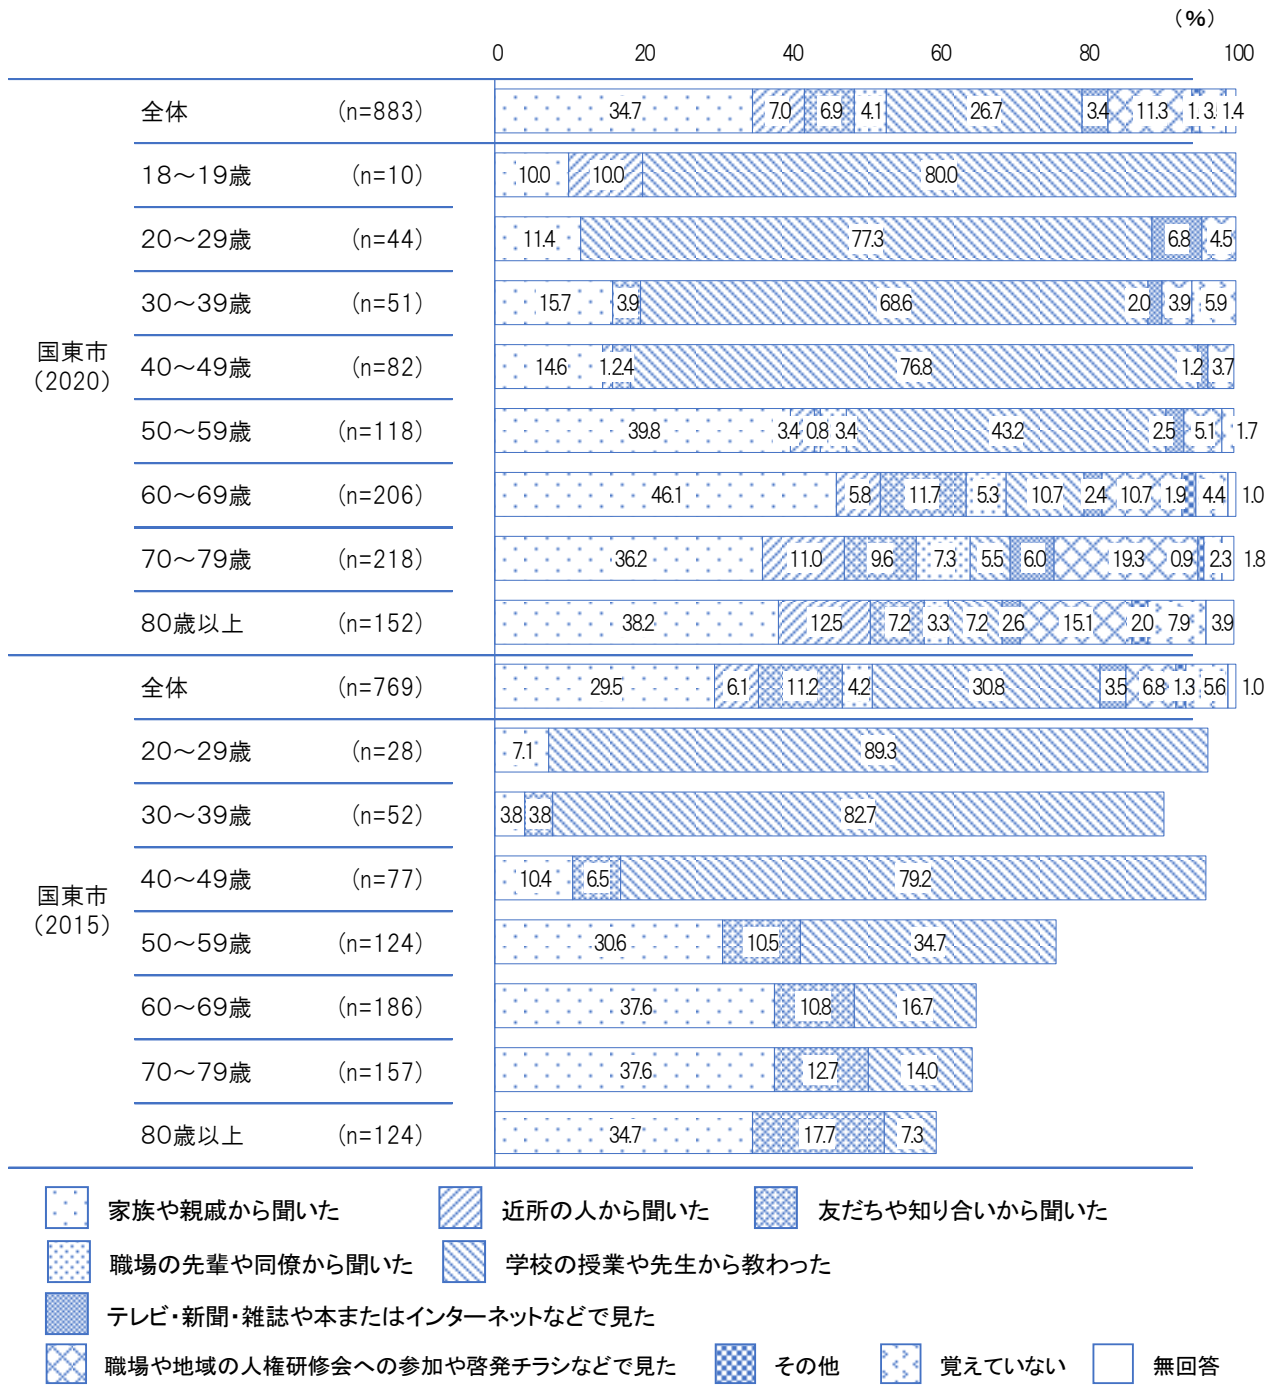 （%）
0 20 40 60 80 100
全体 (n=883) 34.7 7.0 6.9 4.1 26.7 3.4 11.3 1. 3. 1.4
18～19歳 (n=10) 10.0 10.0 80.0
20～29歳 (n=44) 11.4 77.3 6.8 4.5
30～39歳 (n=51) 15.7 3.9 68.6 2.0 3.9 5.9
国東市
（2020）
40～49歳 (n=82) 14.6 1.2 2.4 76.8 1.2 3.7
50～59歳 (n=118) 39.8 3.4 0.8 3.4 43.2 2.5 5.1 1.7
60～69歳 (n=206) 46.1 5.8 11.7 5.3 10.7 2.4 10.7 1.9 4.4 1.0
70～79歳 (n=218) 36.2 11.0 9.6 7.3 5.5 6.0 19.3 0.9 2.3 1.8
80歳以上 (n=152) 38.2 12.5 7.2 3.3 7.2 2.6 15.1 2.0 7.9 3.9
全体 (n=769) 29.5 6.1 11.2 4.2 30.8 3.5 6.8 1.3 5.6 1.0
20～29歳 (n=28) 7.1 89.3
30～39歳 (n=52) 3.8 3.8 82.7
40～49歳 (n=77) 10.4 6.5 79.2
国東市
（2015）
50～59歳 (n=124) 30.6 10.5 34.7
60～69歳 (n=186) 37.6 10.8 16.7
70～79歳 (n=157) 37.6 12.7 14.0
80歳以上 (n=124) 34.7 17.7 7.3
家族や親戚から聞いた 近所の人から聞いた 友だちや知り合いから聞いた
職場の先輩や同僚から聞いた 学校の授業や先生から教わった
テレビ・新聞・雑誌や本またはインターネットなどで見た
職場や地域の人権研修会への参加や啓発チラシなどで見た その他 覚えていない 無回答